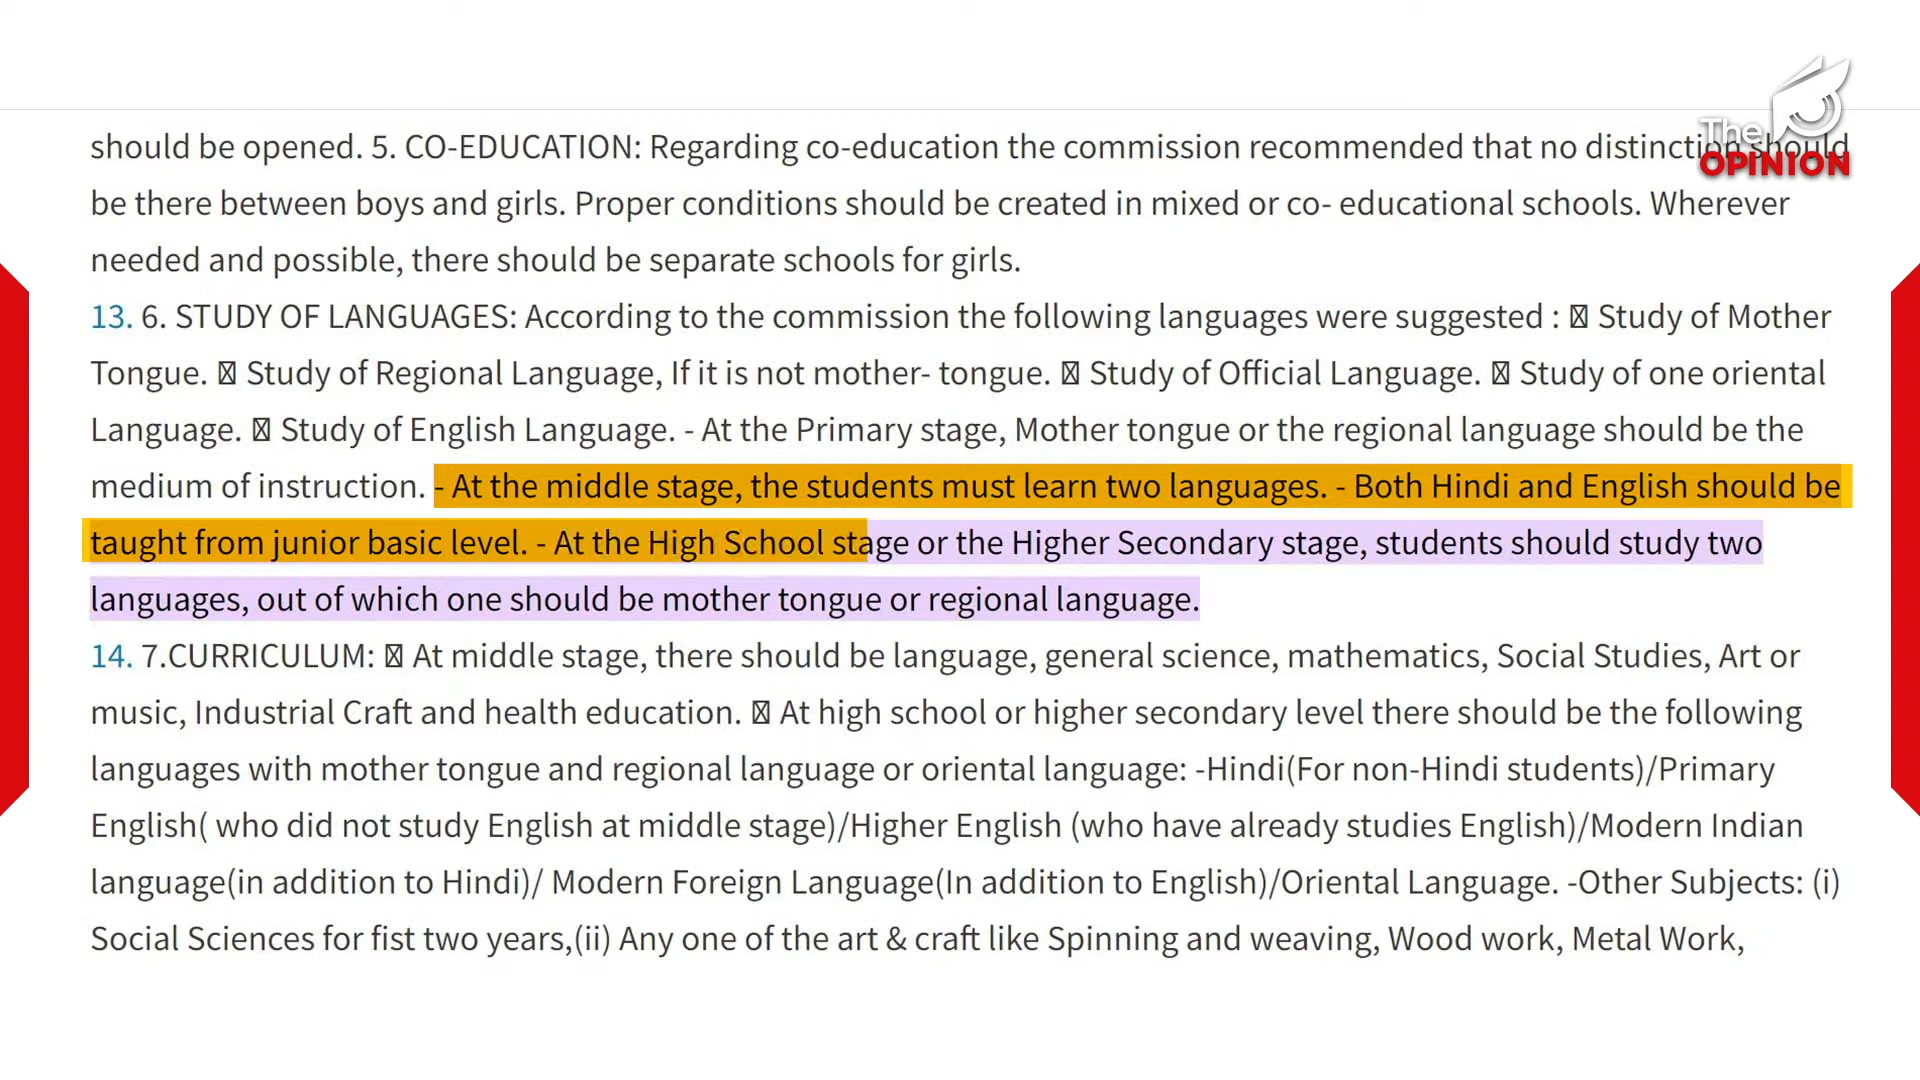 The
OPINION
should be opened. 5. CO-EDUCATION: Regarding co-education the commission recommended that no distinction should
be there between boys and girls. Proper conditions should be created in mixed or co- educational schools. Wherever
needed and possible, there should be separate schools for girls.
13. 6. STUDY OF LANGUAGES: According to the commission the following languages were suggested :  Study of Mother
Tongue.  Study of Regional Language, If it is not mother- tongue.  Study of Official Language.  Study of one oriental
Language.  Study of English Language. - At the Primary stage, Mother tongue or the regional language should be the
medium of instruction. - At the middle stage, the students must learn two languages. - Both Hindi and English should be
taught from junior basic level. - At the High School stage or the Higher Secondary stage, students should study two
languages, out of which one should be mother tongue or regional language.
14. 7.CURRICULUM:  At middle stage, there should be language, general science, mathematics, Social Studies, Art or
music, Industrial Craft and health education.  At high school or higher secondary level there should be the following
languages with mother tongue and regional language or oriental language: -Hindi(For non-Hindi students)/Primary
English( who did not study English at middle stage)/Higher English (who have already studies English)/Modern Indian
language(in addition to Hindi)/ Modern Foreign Language(In addition to English)/Oriental Language. -Other Subjects: (i)
Social Sciences for fist two years,(ii) Any one of the art & craft like Spinning and weaving, Wood work, Metal Work,